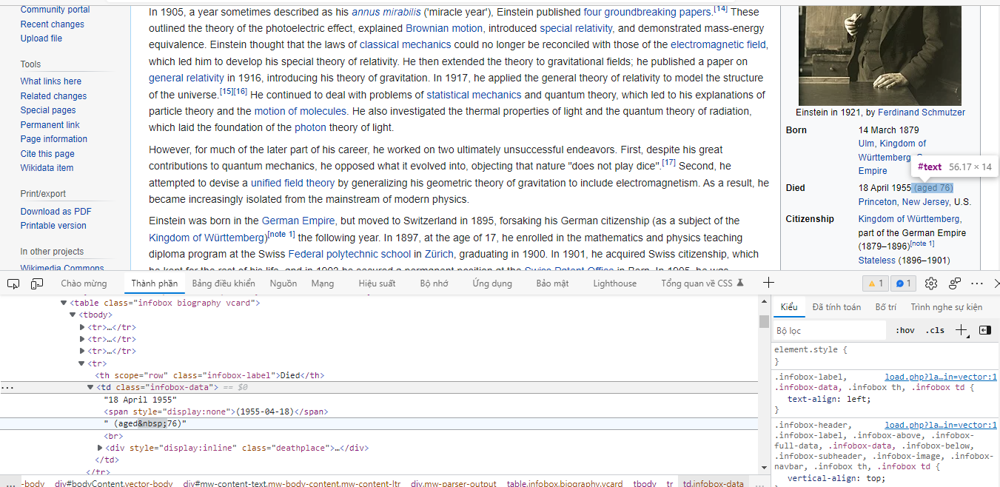 Community portal
Recent changes
Upload file
Tools
What links here
Related changes
Special pages
Permanent link
Page information
Cite this page
Wikidata item
Print/export
Download as PDF
Printable version
In other projects
Wikimedia Commons
In 1905, a year sometimes described as his annus mirabilis ('miracle year'), Einstein published four groundbreaking papers.[14] These
outlined the theory of the photoelectric effect, explained Brownian motion, introduced special relativity, and demonstrated mass-energy
equivalence. Einstein thought that the laws of classical mechanics could no longer be reconciled with those of the electromagnetic field,
which led him to develop his special theory of relativity. He then extended the theory to gravitational fields; he published a paper on
general relativity in 1916, introducing his theory of gravitation. In 1917, he applied the general theory of relativity to model the structure
of the universe.[15][16] He continued to deal with problems of statistical mechanics and quantum theory, which led to his explanations of
particle theory and the motion of molecules. He also investigated the thermal properties of light and the quantum theory of radiation,
which laid the foundation of the photon theory of light.
However, for much of the later part of his career, he worked on two ultimately unsuccessful endeavors. First, despite his great
contributions to quantum mechanics, he opposed what it evolved into, objecting that nature "does not play dice".[17] Second, he
attempted to devise a unified field theory by generalizing his geometric theory of gravitation to include electromagnetism. As a result, he
became increasingly isolated from the mainstream of modern physics.
Einstein was born in the German Empire, but moved to Switzerland in 1895, forsaking his German citizenship (as a subject of the
Kingdom of Württemberg)[note 1] the following year. In 1897, at the age of 17, he enrolled in the mathematics and physics teaching
diploma program at the Swiss Federal polytechnic school in Zürich, graduating in 1900. In 1901, he acquired Swiss citizenship, which
he kept for the rest of his life, and in 1903 he secured a permanent position at the Swiss Patent Office in Bern. In 1905, he was
Einstein in 1921, by Ferdinand Schmutzer
Born 14 March 1879
Ulm, Kingdom of
Württemberg,
Empire
#text 56.17 × 14
Died 18 April 1955 (aged 76)
Princeton, New Jersey, U.S.
Citizenship Kingdom of Württemberg,
part of the German Empire
(1879–1896)[note 1]
Stateless (1896–1901)
Chào mừng Thành phần Bảng điều khiển Nguồn Mạng Hiệu suất Bộ nhớ Ứng dụng Bảo mật Lighthouse Tổng quan về CSS 1 1
<table class="infobox biography vcard">
<tbody>
<tr>…</tr>
<tr>…</tr>
<tr>…</tr>
<tr>
<th scope="row" class="infobox-label">Died</th>
<td class="infobox-data"> == $0
"18 April 1955"
<span style="display:none">(1955-04-18)</span>
" (aged&nbsp;76)"
<br>
<div style="display:inline" class="deathplace">…</div>
</td>
</tr>
... -body div#bodyContent.vector-body div#mw-content-text.mw-body-content.mw-content-ltr div.mw-parser-output table.infobox.biography.vcard tbody tr td.infobox-data ...
Kiểu Đã tính toán Bố trí Trình nghe sự kiện
Bộ lọc :hov .cls
element.style {
}
.infobox-label, load.php?la…in=vector:1
.infobox-data, .infobox th, .infobox td {
text-align: left;
}
.infobox-header, load.php?la…in=vector:1
.infobox-label, .infobox-above, .infobox-
full-data, .infobox-data, .infobox-below,
.infobox-subheader, .infobox-image, .infobox-
navbar, .infobox th, .infobox td {
vertical-align: top;